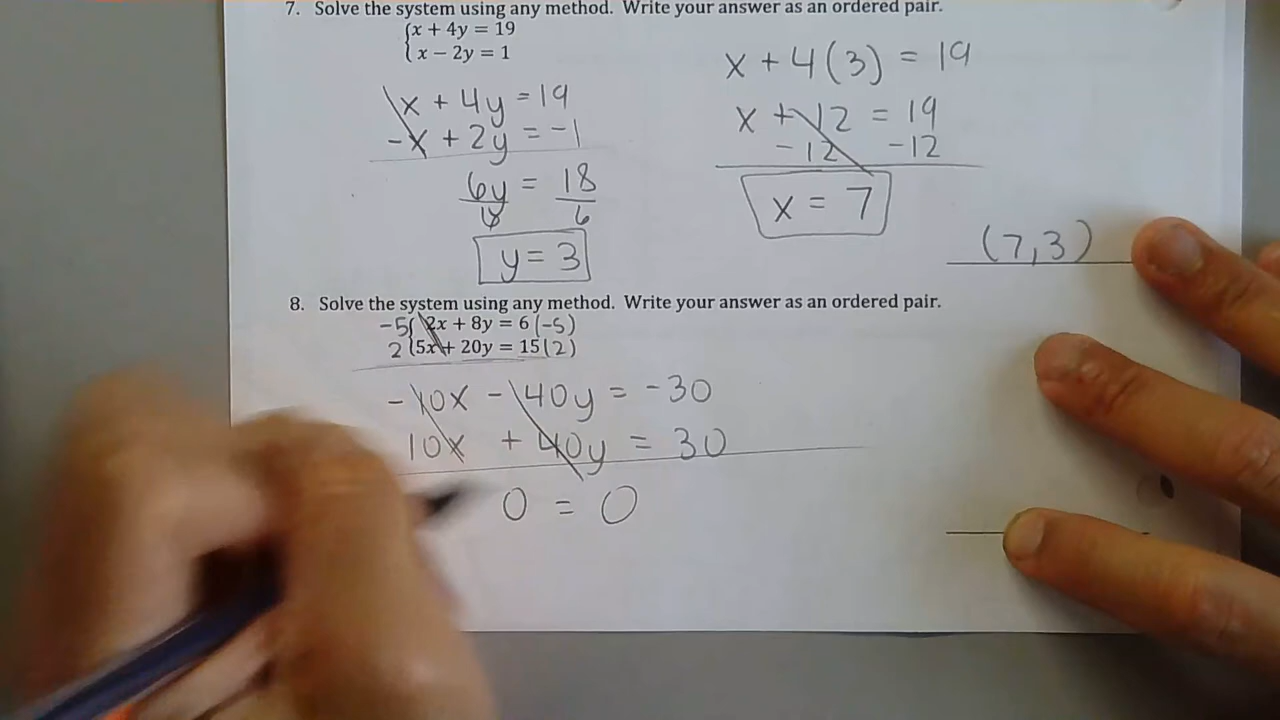 7. Solve the system using any method. Write your answer as an ordered pair.
{x + 4y = 19
x − 2y = 1
x + 4y = 19
-x + 2y = -1
6y = 18
6 6
y = 3
x + 4(3) = 19
x + 12 = 19
-12 -12
x = 7
(7,3)
8. Solve the system using any method. Write your answer as an ordered pair.
-5{2x + 8y = 6(-5)
2{5x + 20y = 15(2)
-10x - 40y = -30
10x + 40y = 30
0 = 0